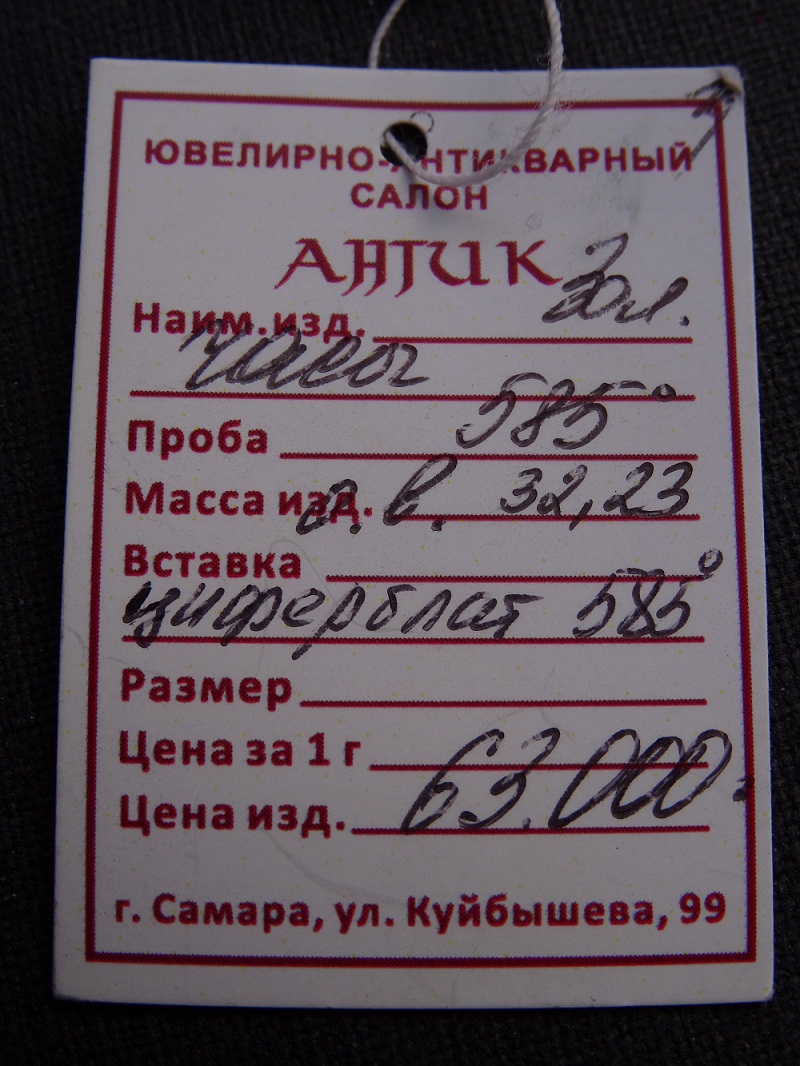 ЮВЕЛИРНО-АНТИКВАРНЫЙ
САЛОН
АНТИК
Наим.изд. Зол.
часы
Проба 585°
Масса изд. о.в. 32,23
Вставка
циферблат 585°
Размер
Цена за 1 г
Цена изд. 63.000.
г. Самара, ул. Куйбышева, 99